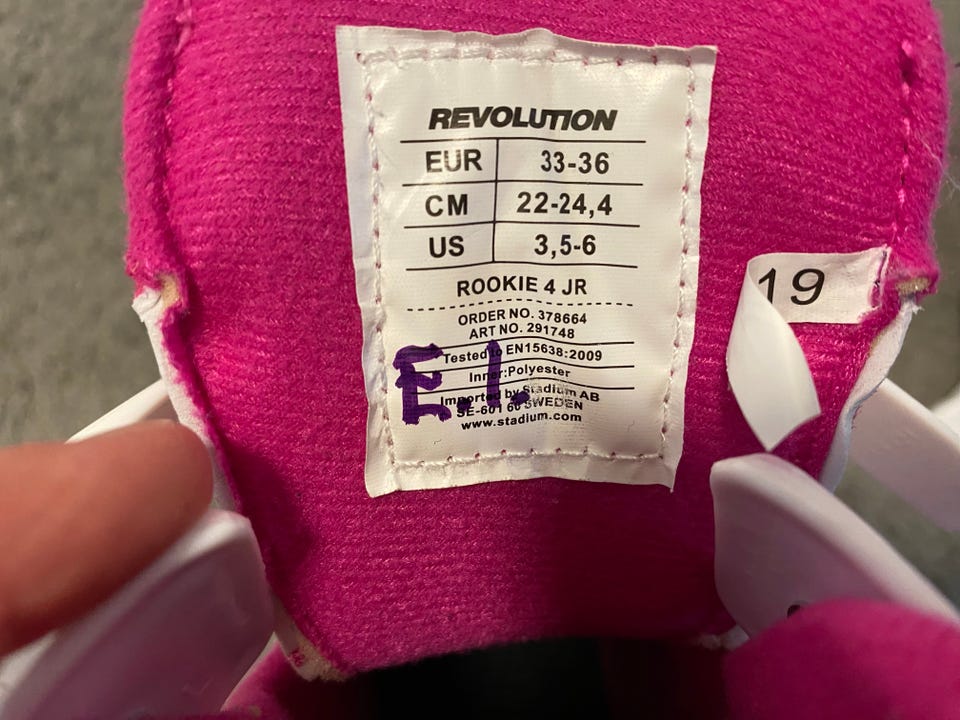 REVOLUTION
EUR 33-36
CM 22-24,4
US 3,5-6
ROOKIE 4 JR
ORDER NO. 378664
ART NO. 291748
Tested to EN15638:2009
Inner:Polyester
Imported by Stadium AB
SE-601 60 SWEDEN
www.stadium.com
E.I.
19